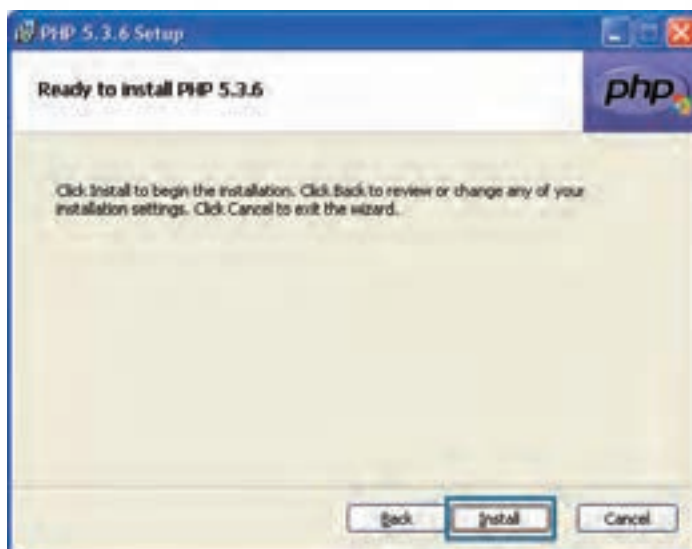 PHP 5.3.6 Setup
Ready to install PHP 5.3.6
php
Click Install to begin the installation. Click Back to review or change any of your
installation settings. Click Cancel to exit the wizard.
Back
Install
Cancel